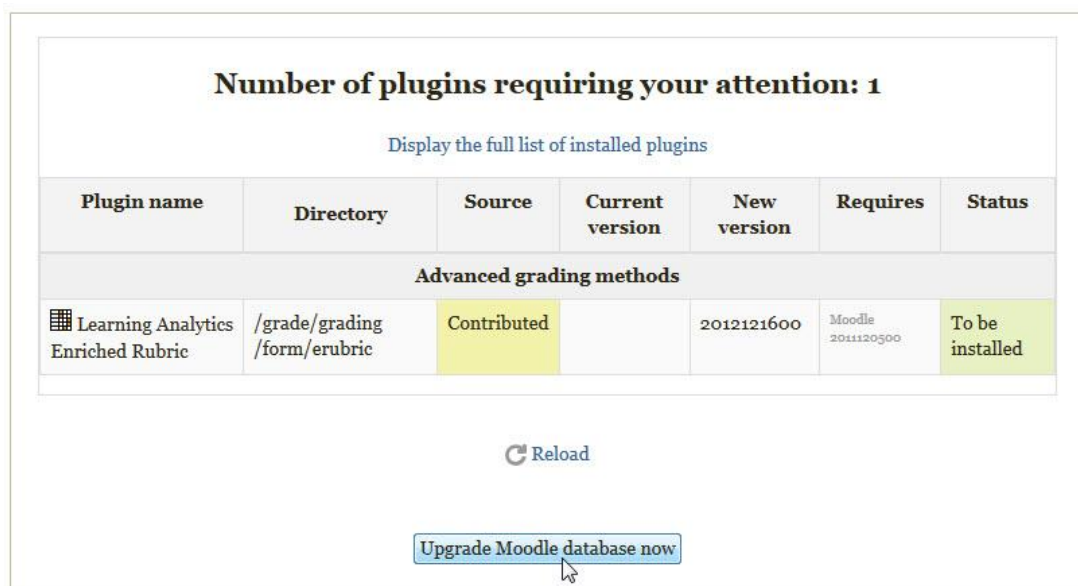 Number of plugins requiring your attention: 1
Display the full list of installed plugins
Plugin name
Directory
Source
Current
version
New
version
Requires
Status
Advanced grading methods
Learning Analytics
Enriched Rubric
/grade/grading
/form/erubric
Contributed
2012121600
Moodle
2011120500
To be
installed
Reload
Upgrade Moodle database now